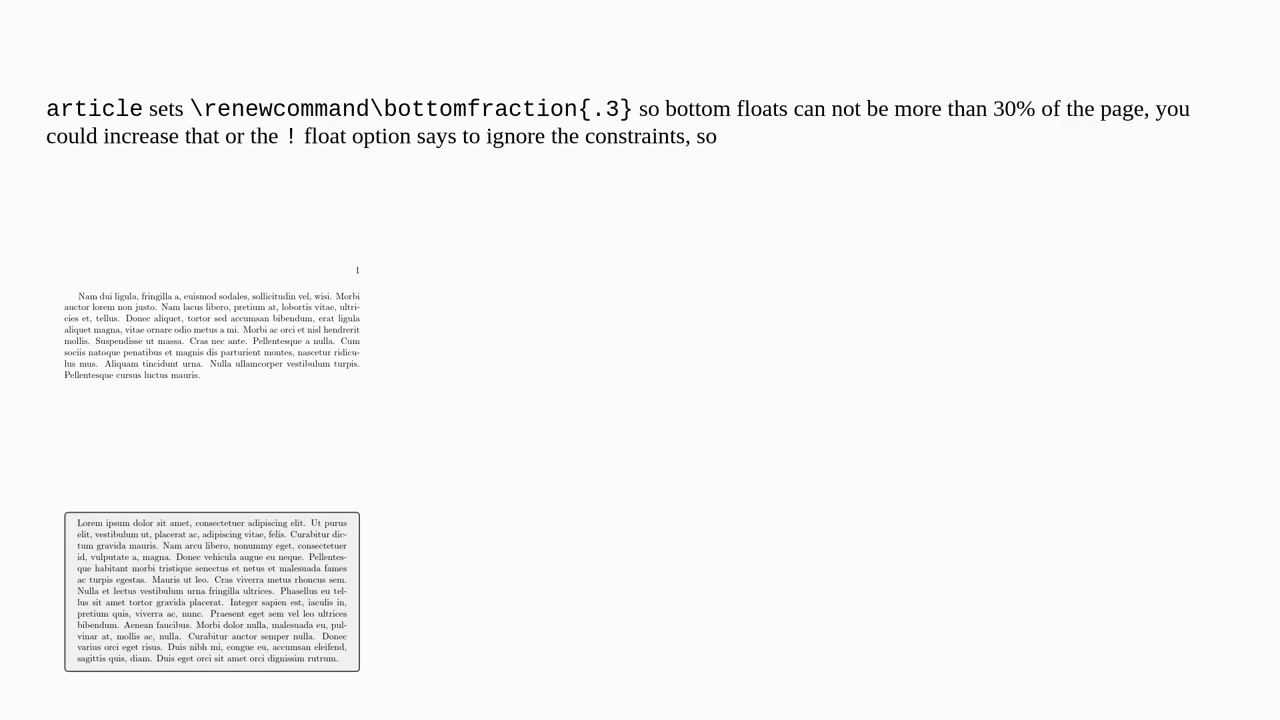 article sets \renewcommand\bottomfraction{.3} so bottom floats can not be more than 30% of the page, you
could increase that or the ! float option says to ignore the constraints, so
1
Nam dui ligula, fringilla a, euismod sodales, sollicitudin vel, wisi. Morbi
auctor lorem non justo. Nam lacus libero, pretium at, lobortis vitae, ultri-
cies et, tellus. Donec aliquet, tortor sed accumsan bibendum, erat ligula
aliquet magna, vitae ornare odio metus a mi. Morbi ac orci et nisl hendrerit
mollis. Suspendisse ut massa. Cras nec ante. Pellentesque a nulla. Cum
sociis natoque penatibus et magnis dis parturient montes, nascetur ridicu-
lus mus. Aliquam tincidunt urna. Nulla ullamcorper vestibulum turpis.
Pellentesque cursus luctus mauris.
Lorem ipsum dolor sit amet, consectetuer adipiscing elit. Ut purus
elit, vestibulum ut, placerat ac, adipiscing vitae, felis. Curabitur dic-
tum gravida mauris. Nam arcu libero, nonummy eget, consectetuer
id, vulputate a, magna. Donec vehicula augue eu neque. Pellentes-
que habitant morbi tristique senectus et netus et malesuada fames
ac turpis egestas. Mauris ut leo. Cras viverra metus rhoncus sem.
Nulla et lectus vestibulum urna fringilla ultrices. Phasellus eu tel-
lus sit amet tortor gravida placerat. Integer sapien est, iaculis in,
pretium quis, viverra ac, nunc. Praesent eget sem vel leo ultrices
bibendum. Aenean faucibus. Morbi dolor nulla, malesuada eu, pul-
vinar at, mollis ac, nulla. Curabitur auctor semper nulla. Donec
varius orci eget risus. Duis nibh mi, congue eu, accumsan eleifend,
sagittis quis, diam. Duis eget orci sit amet orci dignissim rutrum.